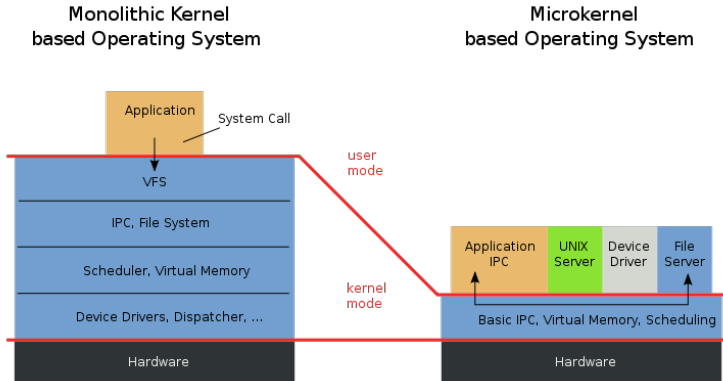 Monolithic Kernel
based Operating System
Microkernel
based Operating System
Application
System Call
user
mode
VFS
IPC, File System
Scheduler, Virtual Memory
kernel
mode
Device Drivers, Dispatcher, ...
Hardware
Application
IPC
UNIX
Server
Device
Driver
File
Server
Basic IPC, Virtual Memory, Scheduling
Hardware